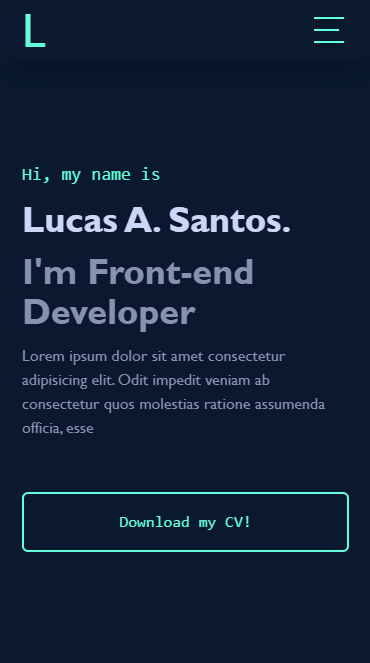 L
Hi, my name is
Lucas A. Santos.
I'm Front-end
Developer
Lorem ipsum dolor sit amet consectetur
adipisicing elit. Odit impedit veniam ab
consectetur quos molestias ratione assumenda
officia, esse
Download my CV!